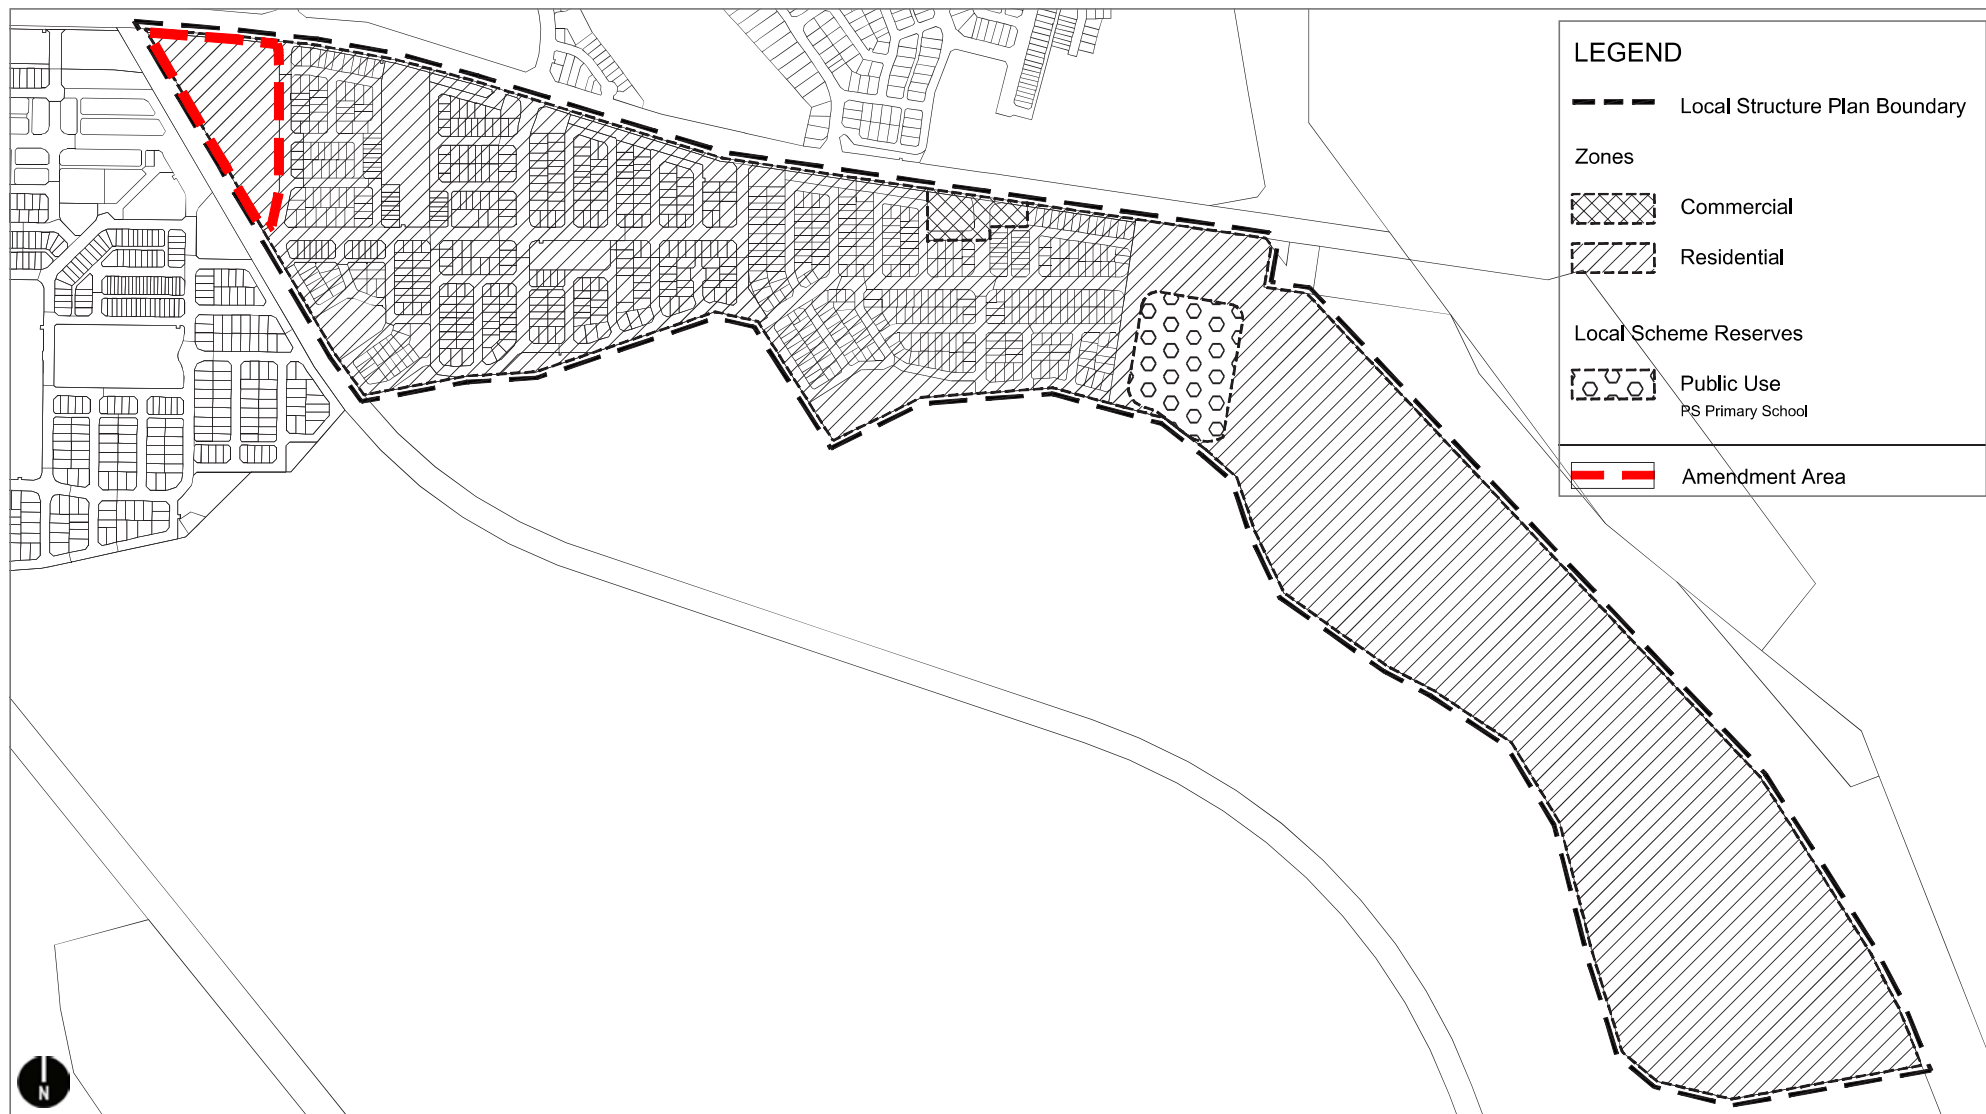 LEGEND
Local Structure Plan Boundary
Zones
Commercial
Residential
Local Scheme Reserves
Public Use
PS Primary School
Amendment Area
N